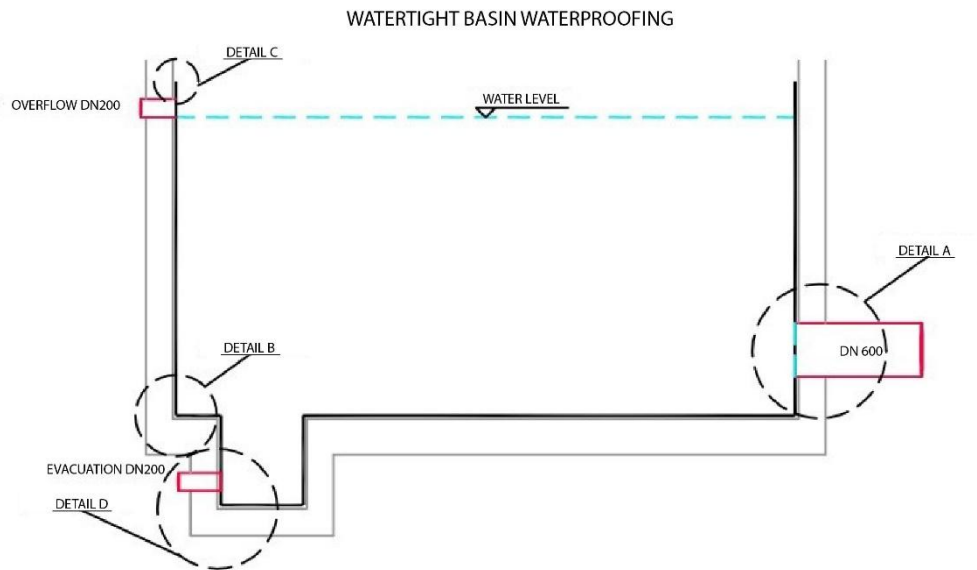 WATERTIGHT BASIN WATERPROOFING
DETAIL C
OVERFLOW DN200
WATER LEVEL
DETAIL A
DETAIL B
DN 600
EVACUATION DN200
DETAIL D